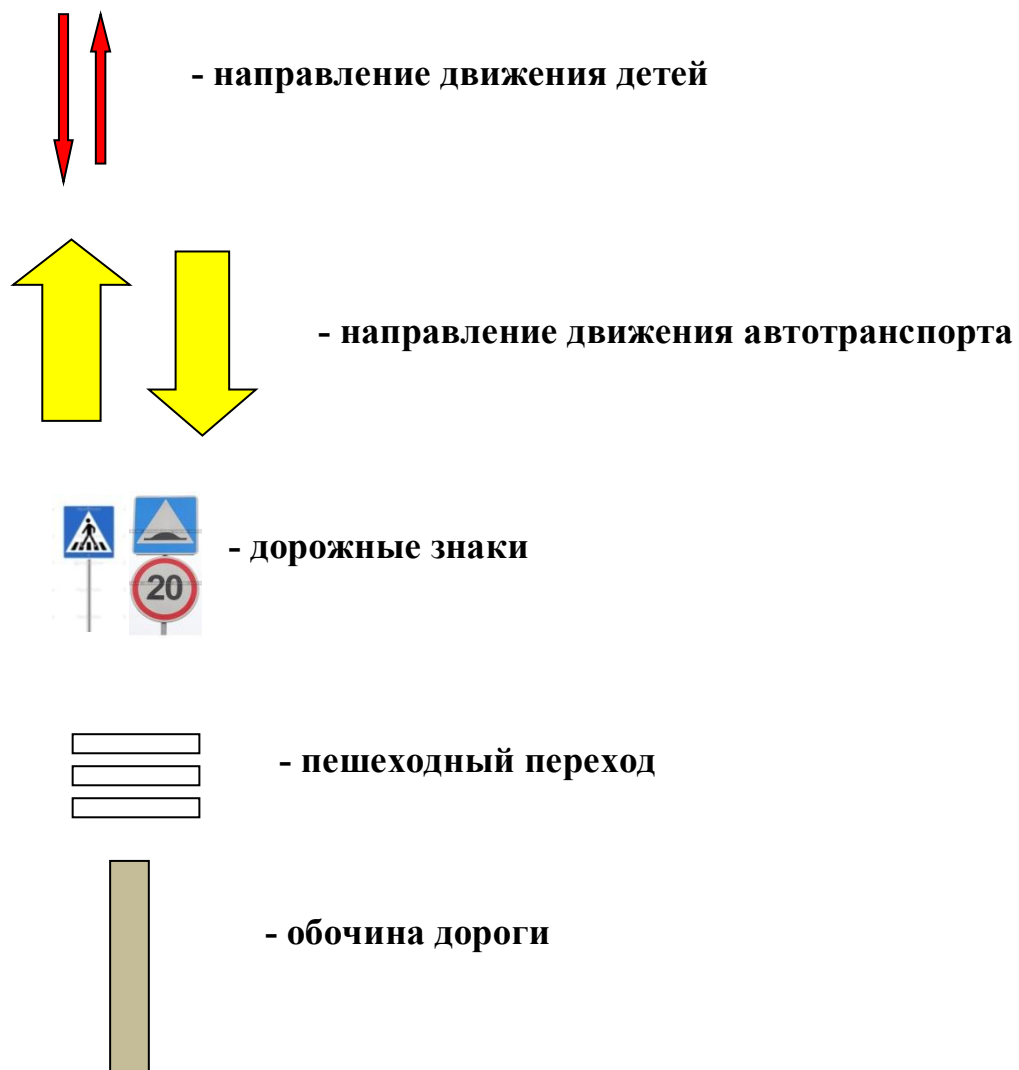 - направление движения детей
- направление движения автотранспорта
- дорожные знаки
20
- пешеходный переход
- обочина дороги